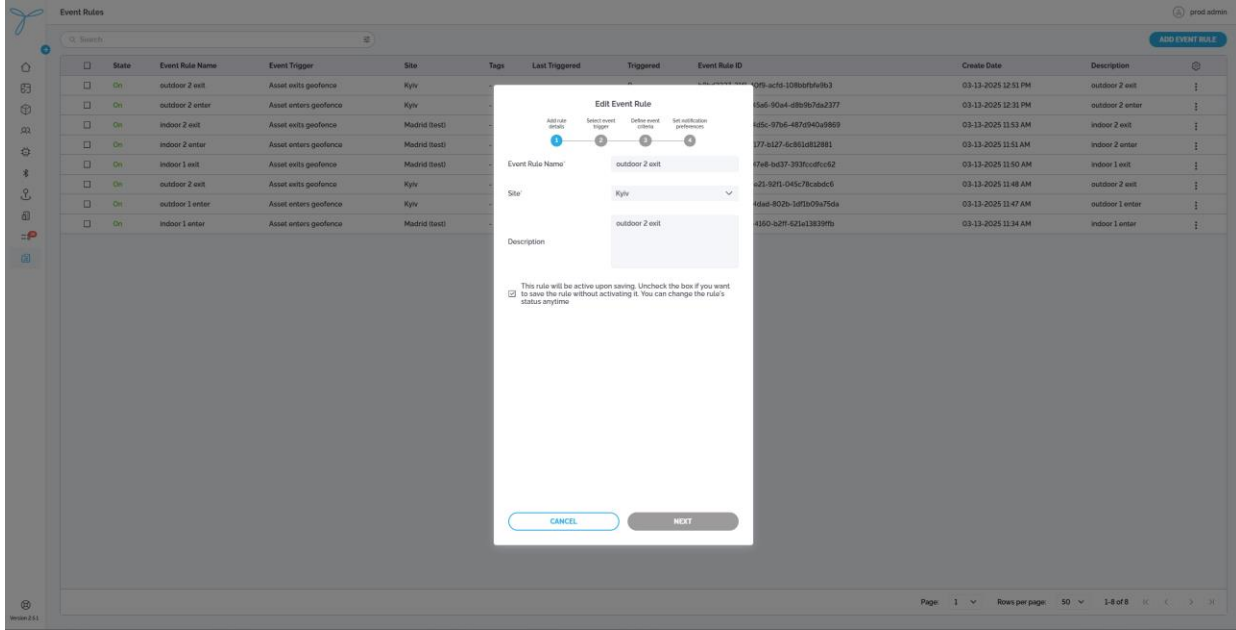 Event Rules
prod admin
Search
ADD EVENT RULE
State Event Rule Name Event Trigger Site Tags Last Triggered Triggered Event Rule ID Create Date Description
On outdoor 2 exit Asset exits geofence Kyiv 03-13-2025 12:51 PM outdoor 2 exit
On outdoor 2 enter Asset enters geofence Kyiv - 03-13-2025 12:31 PM outdoor 2 enter
On indoor 2 exit Asset exits geofence Madrid (test) - 03-13-2025 11:53 AM indoor 2 exit
On indoor 2 enter Asset enters geofence Madrid (test) - 03-13-2025 11:51 AM indoor 2 enter
On indoor 1 exit Asset exits geofence Madrid (test) - 03-13-2025 11:50 AM indoor 1 exit
On outdoor 2 exit Asset exits geofence Kyiv - 03-13-2025 11:48 AM outdoor 2 exit
On outdoor 1 enter Asset enters geofence Kyiv - 03-13-2025 11:47 AM outdoor 1 enter
On indoor 1 enter Asset enters geofence Madrid (test) - 03-13-2025 11:34 AM indoor 1 enter
Edit Event Rule
Add rule details
Select event trigger
Define event criteria
Set notification preferences
1 2 3 4
Event Rule Name* outdoor 2 exit
Site* Kyiv
Description outdoor 2 exit
This rule will be active upon saving. Uncheck the box if you want
to save the rule without activating it. You can change the rule's
status anytime
CANCEL NEXT
Page: 1 Rows per page: 50 1-8 of 8
Version 2.5.1